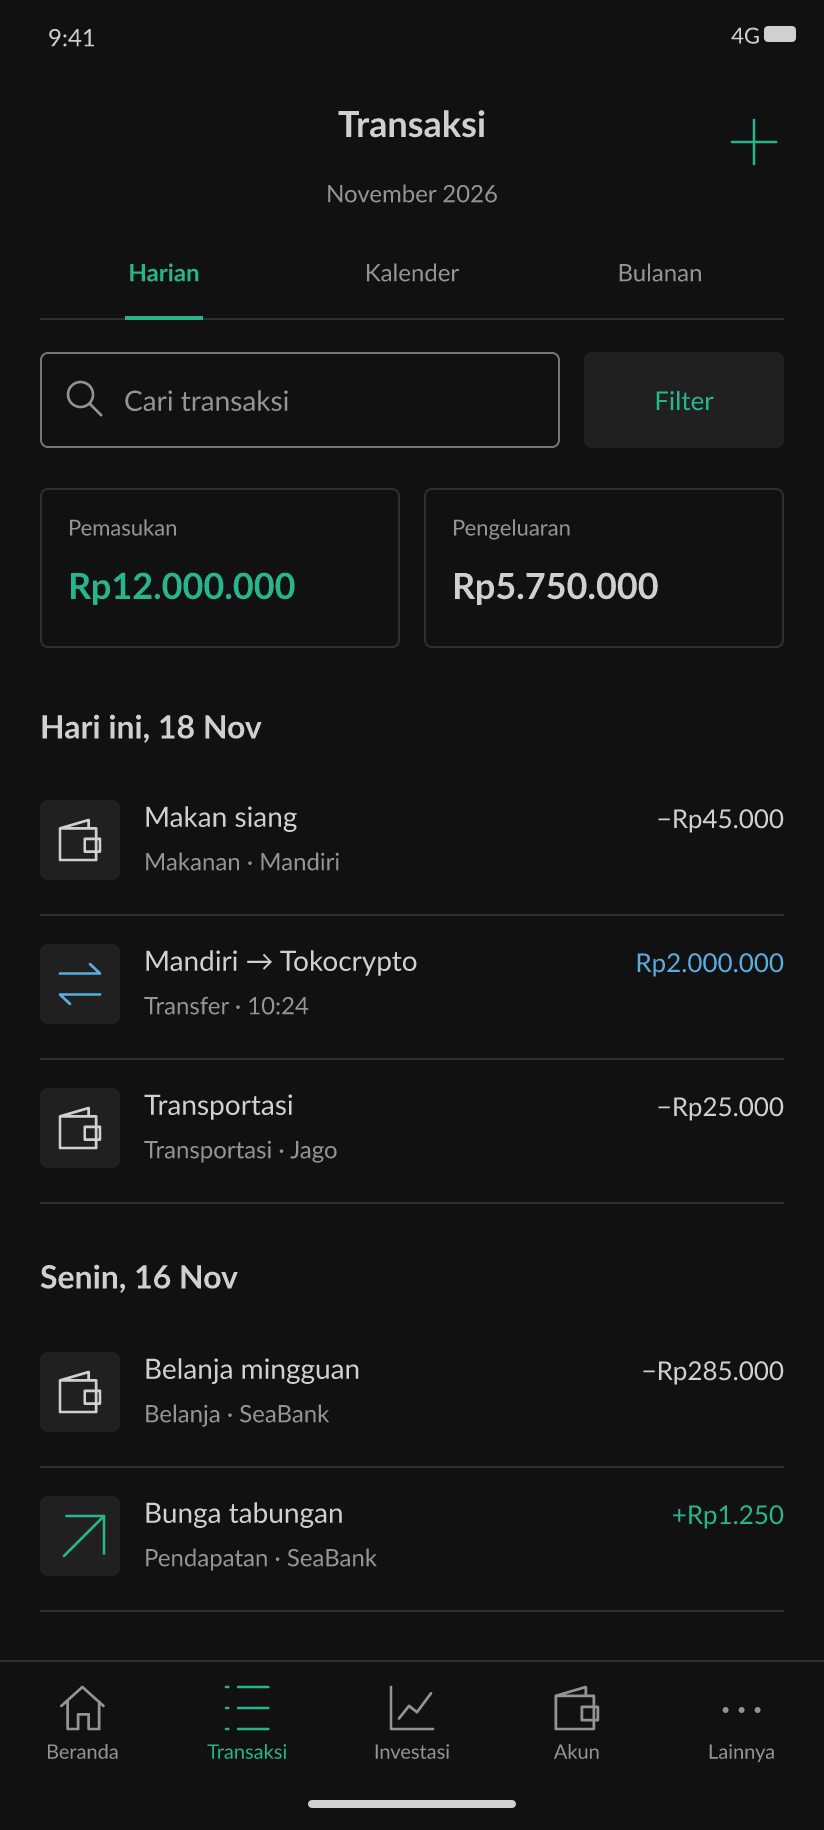 9:41
4G
Transaksi
November 2026
Harian
Kalender
Bulanan
Cari transaksi
Filter
Pemasukan
Rp12.000.000
Pengeluaran
Rp5.750.000
Hari ini, 18 Nov
Makan siang
−Rp45.000
Makanan · Mandiri
Mandiri → Tokocrypto
Rp2.000.000
Transfer · 10:24
Transportasi
−Rp25.000
Transportasi · Jago
Senin, 16 Nov
Belanja mingguan
−Rp285.000
Belanja · SeaBank
Bunga tabungan
+Rp1.250
Pendapatan · SeaBank
Beranda
Transaksi
Investasi
Akun
Lainnya